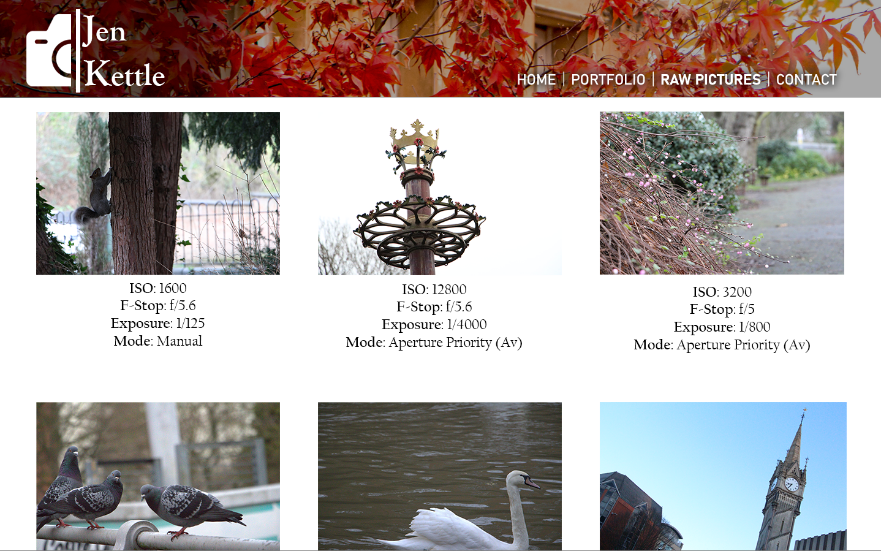 Jen
Kettle
HOME | PORTFOLIO | RAW PICTURES | CONTACT
ISO: 1600
F-Stop: f/5.6
Exposure: 1/125
Mode: Manual
ISO: 12800
F-Stop: f/5.6
Exposure: 1/4000
Mode: Aperture Priority (Av)
ISO: 3200
F-Stop: f/5
Exposure: 1/800
Mode: Aperture Priority (Av)